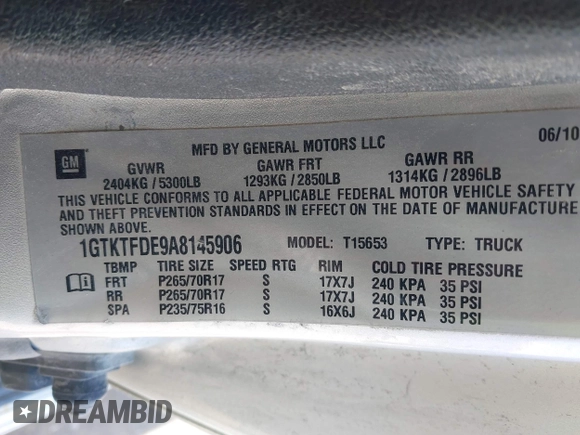 MFD BY GENERAL MOTORS LLC 06/10
GM
GVWR GAWR FRT GAWR RR
2404KG / 5300LB 1293KG / 2850LB 1314KG / 2896LB
THIS VEHICLE CONFORMS TO ALL APPLICABLE FEDERAL MOTOR VEHICLE SAFETY
AND THEFT PREVENTION STANDARDS IN EFFECT ON THE DATE OF MANUFACTURE
SHOWN ABOVE.
1GTKTFDE9A8145906 MODEL: T15653 TYPE: TRUCK
TBMP TIRE SIZE SPEED RTG RIM COLD TIRE PRESSURE
FRT P265/70R17 S 17X7J 240 KPA 35 PSI
RR P265/70R17 S 17X7J 240 KPA 35 PSI
SPA P235/75R16 S 16X6J 240 KPA 35 PSI
DREAMBID